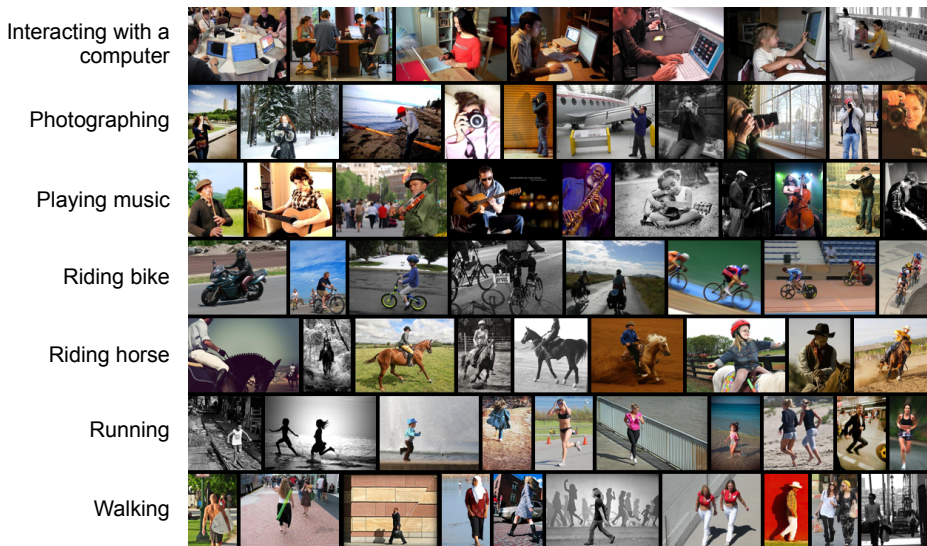 Interacting with a
computer
Photographing
Playing music
Riding bike
Riding horse
Running
Walking